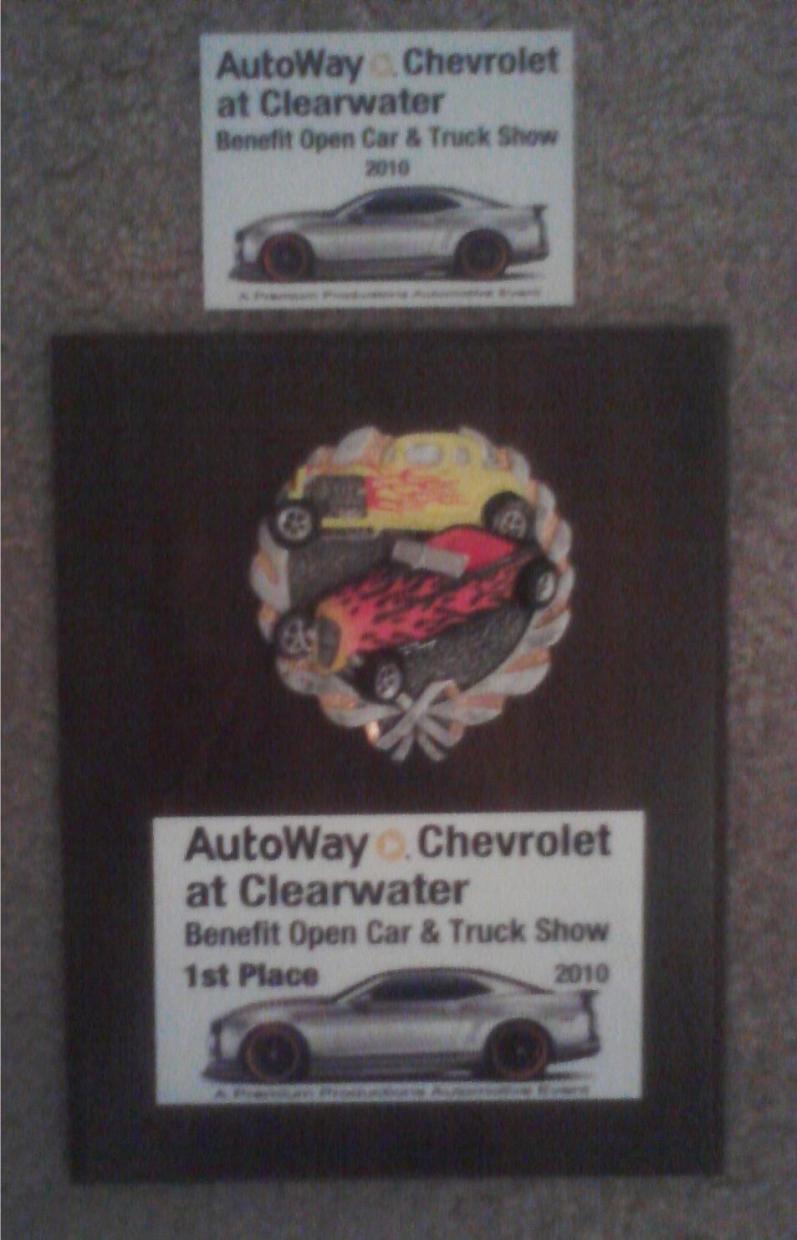 AutoWay Chevrolet
at Clearwater
Benefit Open Car & Truck Show
2010
A Premium Productions Automotive Event
AutoWay Chevrolet
at Clearwater
Benefit Open Car & Truck Show
1st Place 2010
A Premium Productions Automotive Event